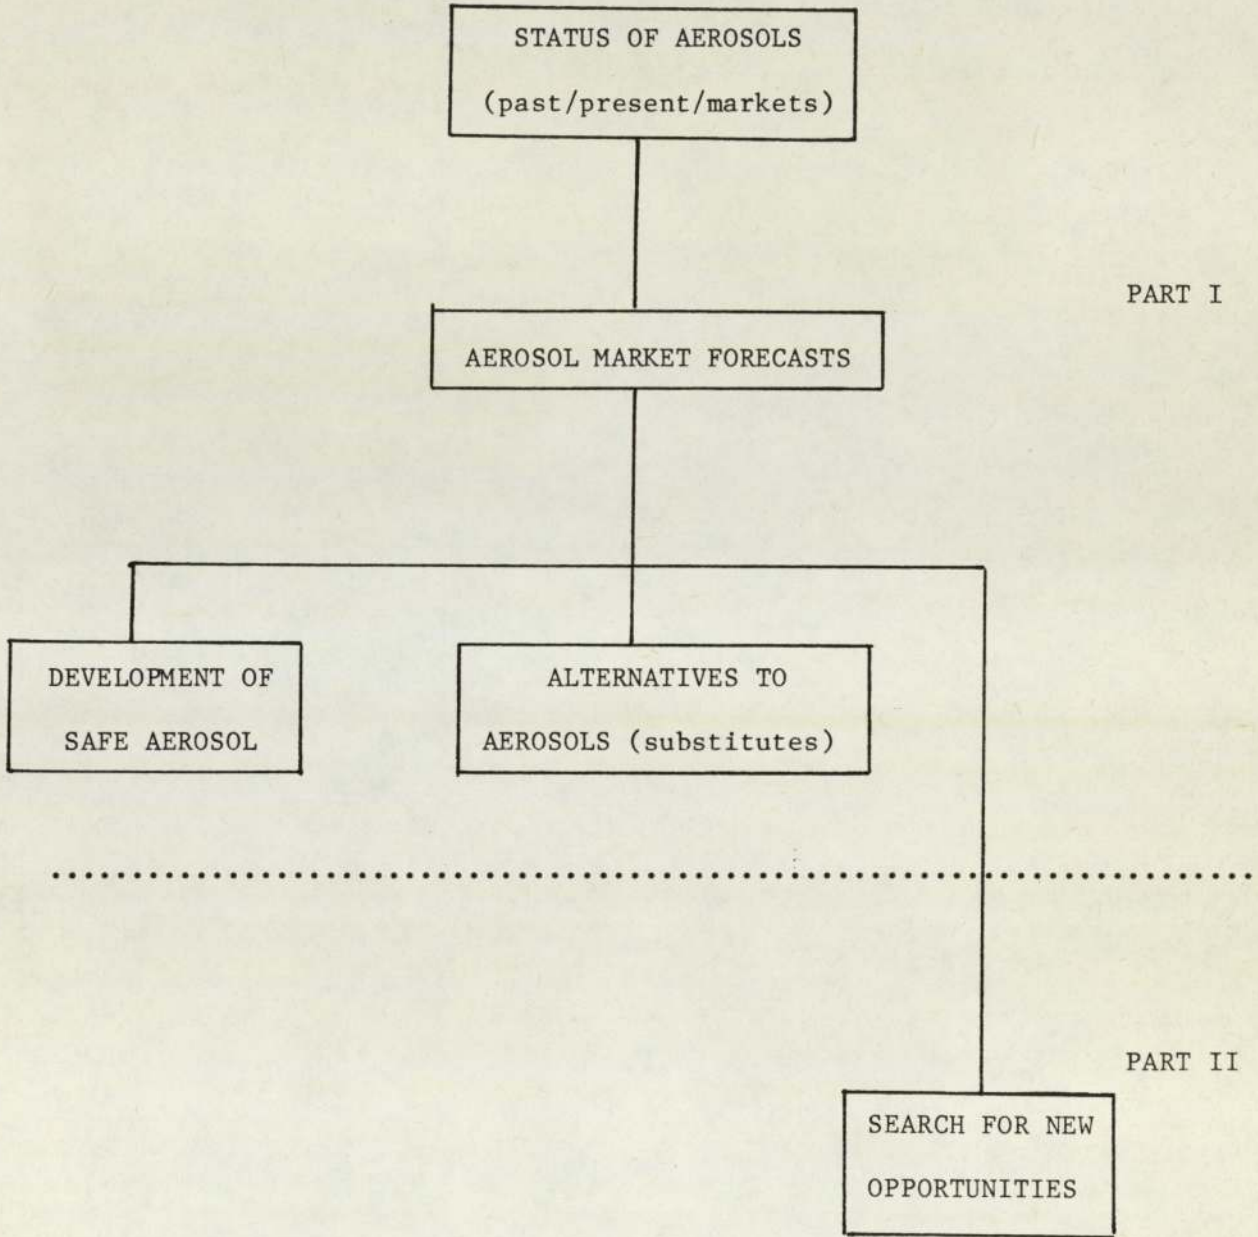 STATUS OF AEROSOLS
(past/present/markets)
PART I
AEROSOL MARKET FORECASTS
DEVELOPMENT OF
SAFE AEROSOL
ALTERNATIVES TO
AEROSOLS (substitutes)
PART II
SEARCH FOR NEW
OPPORTUNITIES